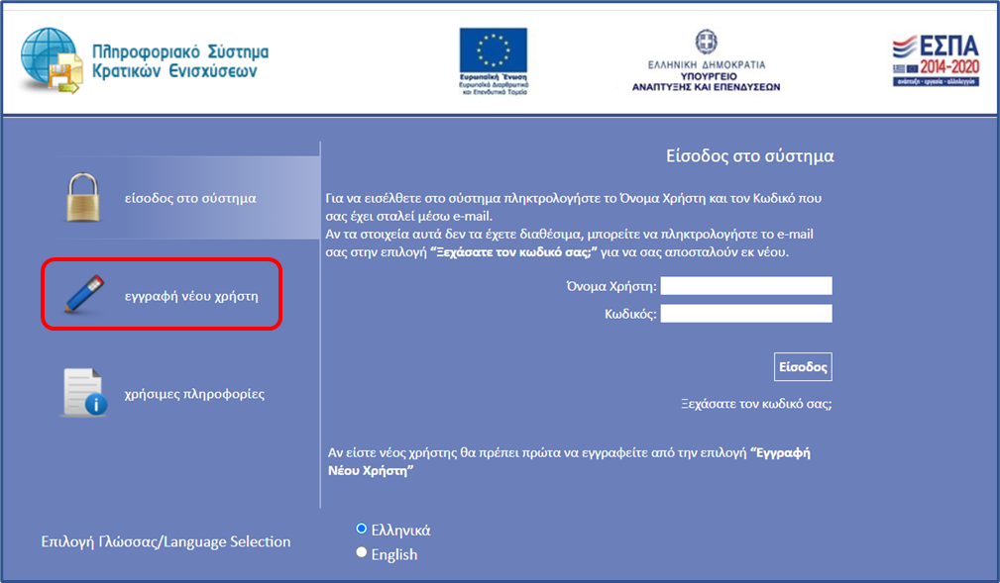 Πληροφοριακό Σύστημα
Κρατικών Ενισχύσεων
Ευρωπαϊκή Ένωση
Ευρωπαϊκά Διαρθρωτικά
και Επενδυτικά Ταμεία
ΕΛΛΗΝΙΚΗ ΔΗΜΟΚΡΑΤΙΑ
ΥΠΟΥΡΓΕΙΟ
ΑΝΑΠΤΥΞΗΣ ΚΑΙ ΕΠΕΝΔΥΣΕΩΝ
ΕΣΠΑ
2014-2020
ανάπτυξη - εργασία - αλληλεγγύη
είσοδος στο σύστημα
εγγραφή νέου χρήστη
χρήσιμες πληροφορίες
Είσοδος στο σύστημα
Για να εισέλθετε στο σύστημα πληκτρολογήστε το Όνομα Χρήστη και τον Κωδικό που
σας έχει σταλεί μέσω e-mail.
Αν τα στοιχεία αυτά δεν τα έχετε διαθέσιμα, μπορείτε να πληκτρολογήστε το e-mail
σας στην επιλογή “Ξεχάσατε τον κωδικό σας;” για να σας αποσταλούν εκ νέου.
Όνομα Χρήστη:
Κωδικός:
Είσοδος
Ξεχάσατε τον κωδικό σας;
Αν είστε νέος χρήστης θα πρέπει πρώτα να εγγραφείτε από την επιλογή “Εγγραφή
Νέου Χρήστη”
Επιλογή Γλώσσας/Language Selection
Ελληνικά
English